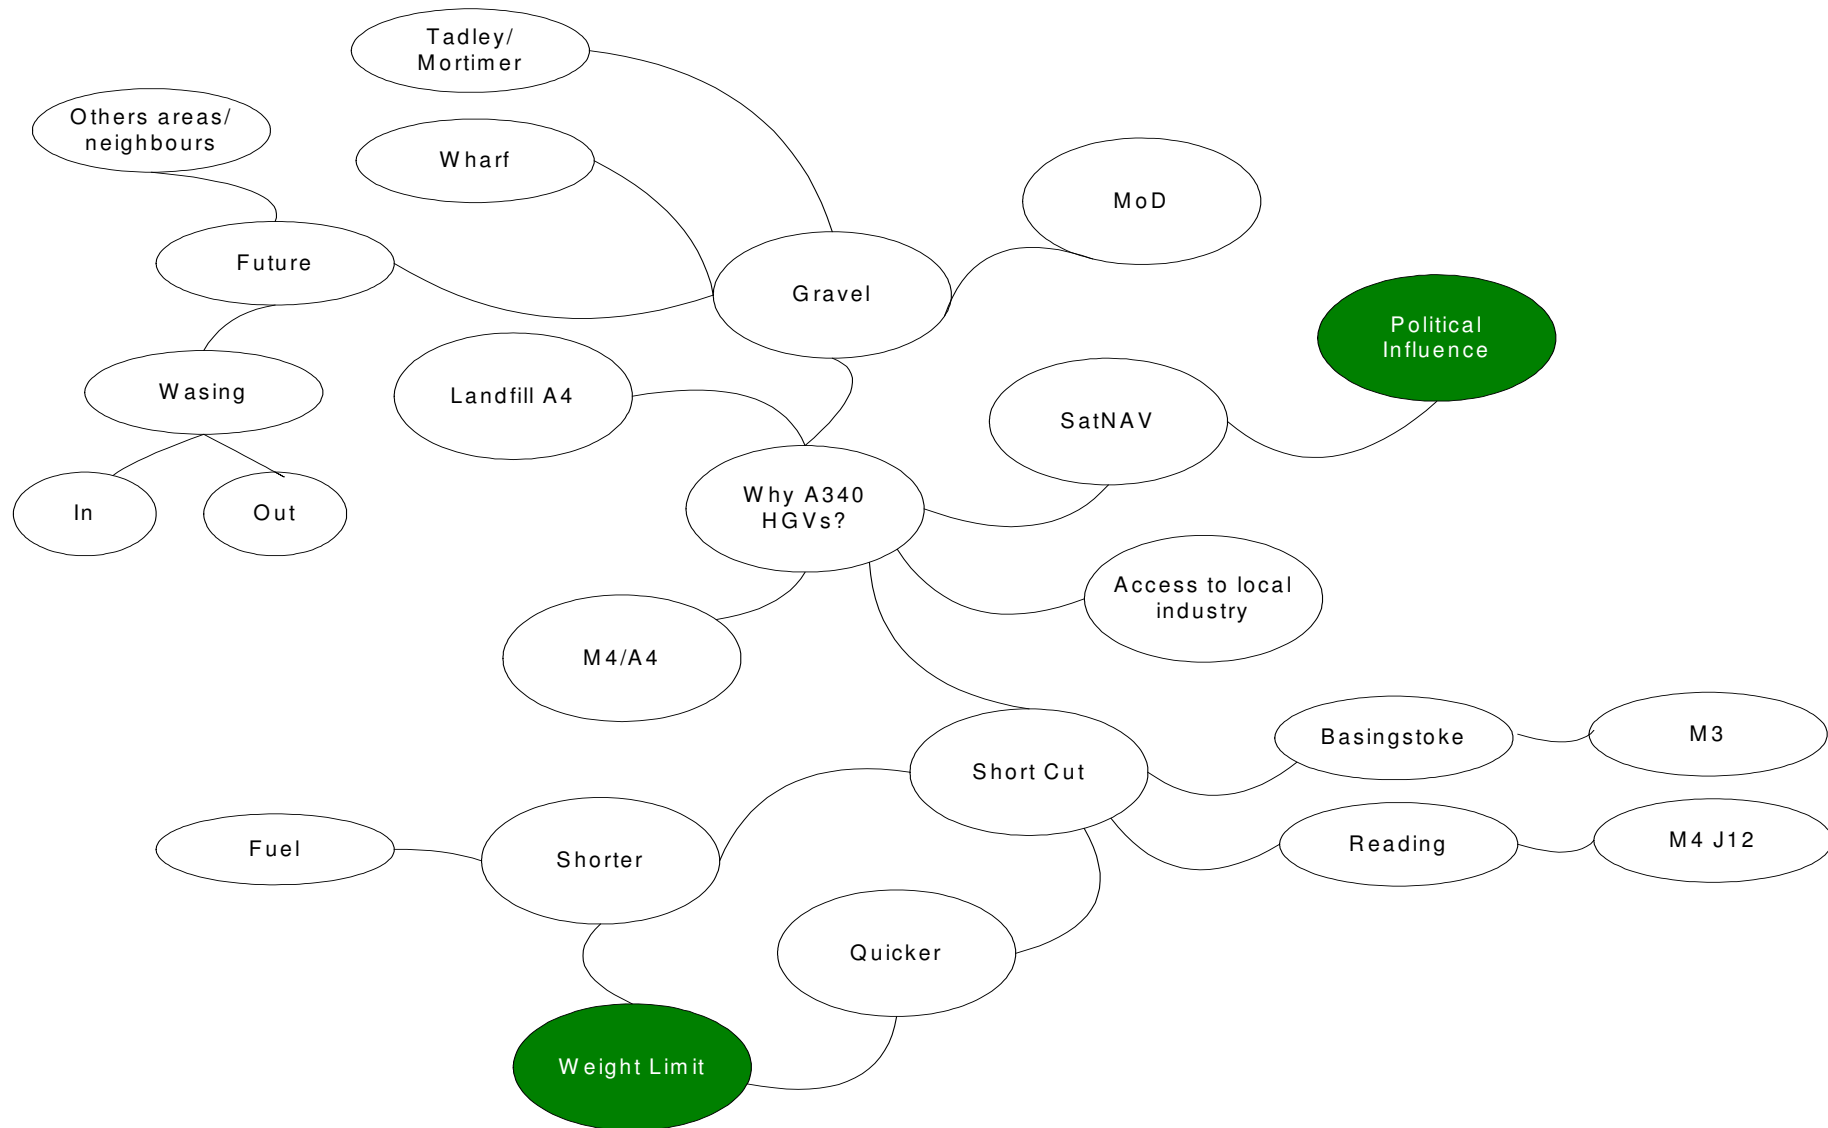 Tadley/
Mortimer
Others areas/
neighbours
Wharf
MoD
Future
Gravel
Political
Influence
Wasing
Landfill A4
SatNAV
Why A340
HGVs?
In
Out
Access to local
industry
M4/A4
Basingstoke
M3
Short Cut
Fuel
Shorter
Reading
M4 J12
Quicker
Weight Limit